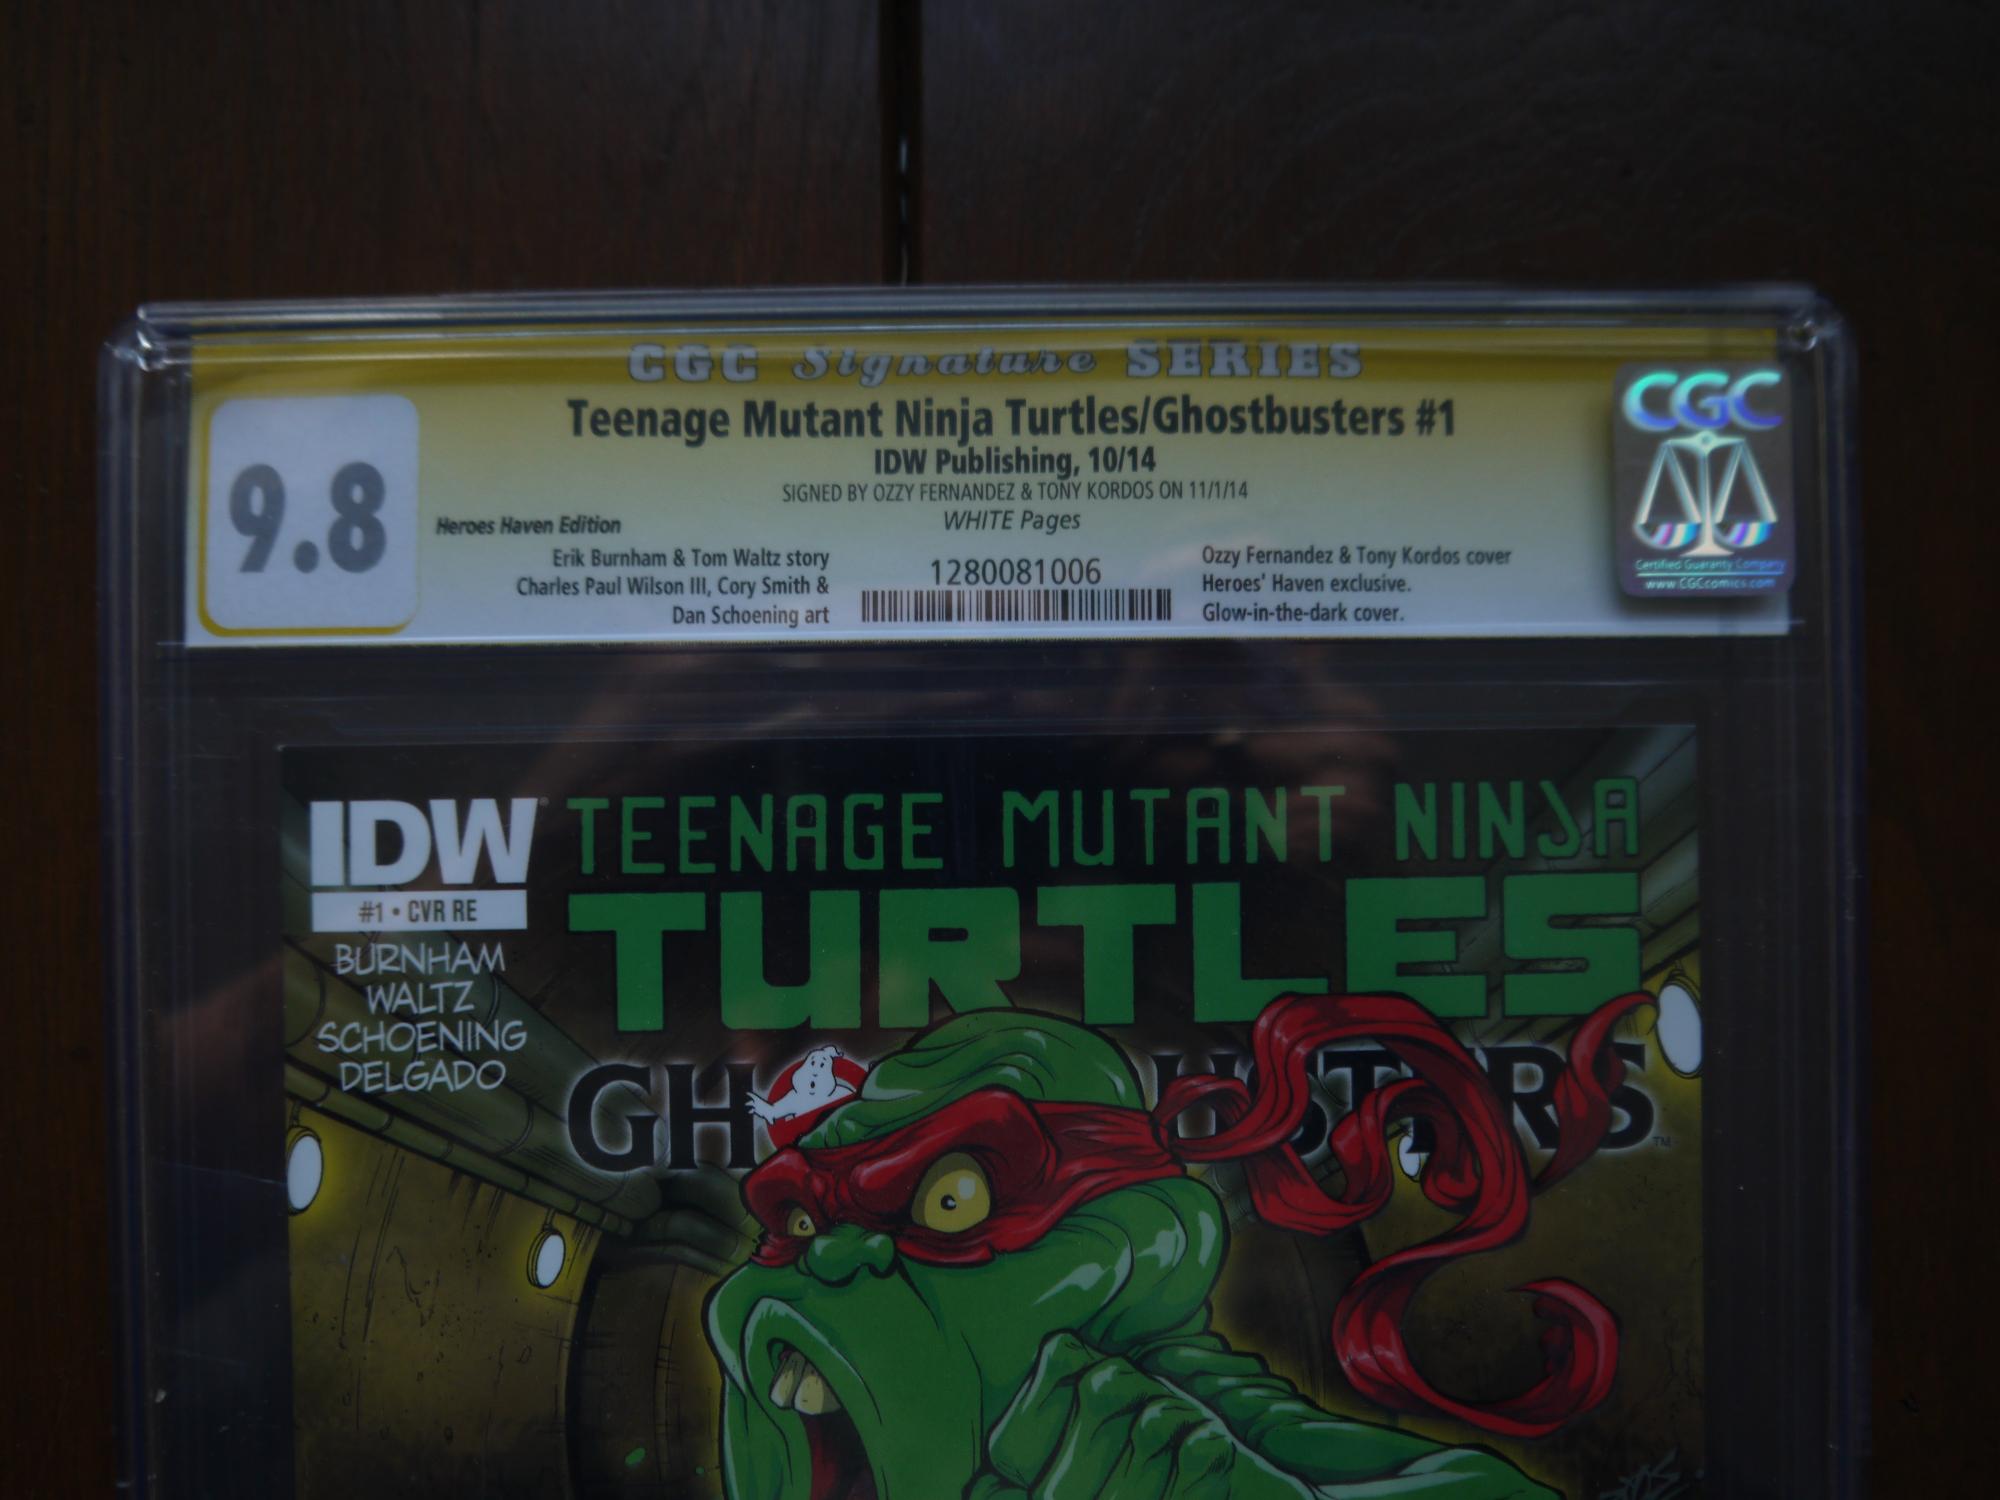 CGC Signature SERIES
Teenage Mutant Ninja Turtles/Ghostbusters #1
IDW Publishing, 10/14
SIGNED BY OZZY FERNANDEZ & TONY KORDOS ON 11/1/14
WHITE Pages
9.8
Heroes Haven Edition
Erik Burnham & Tom Waltz story
Charles Paul Wilson III, Cory Smith &
Dan Schoening art
1280081006
Ozzy Fernandez & Tony Kordos cover
Heroes' Haven exclusive.
Glow-in-the-dark cover.
CGC
Certified Guaranty Company
www.CGCcomics.com
IDW
#1 • CVR RE
BURNHAM
WALTZ
SCHOENING
DELGADO
TEENAGE MUTANT NINJA
TURTLES
GHOSTBUSTERS™